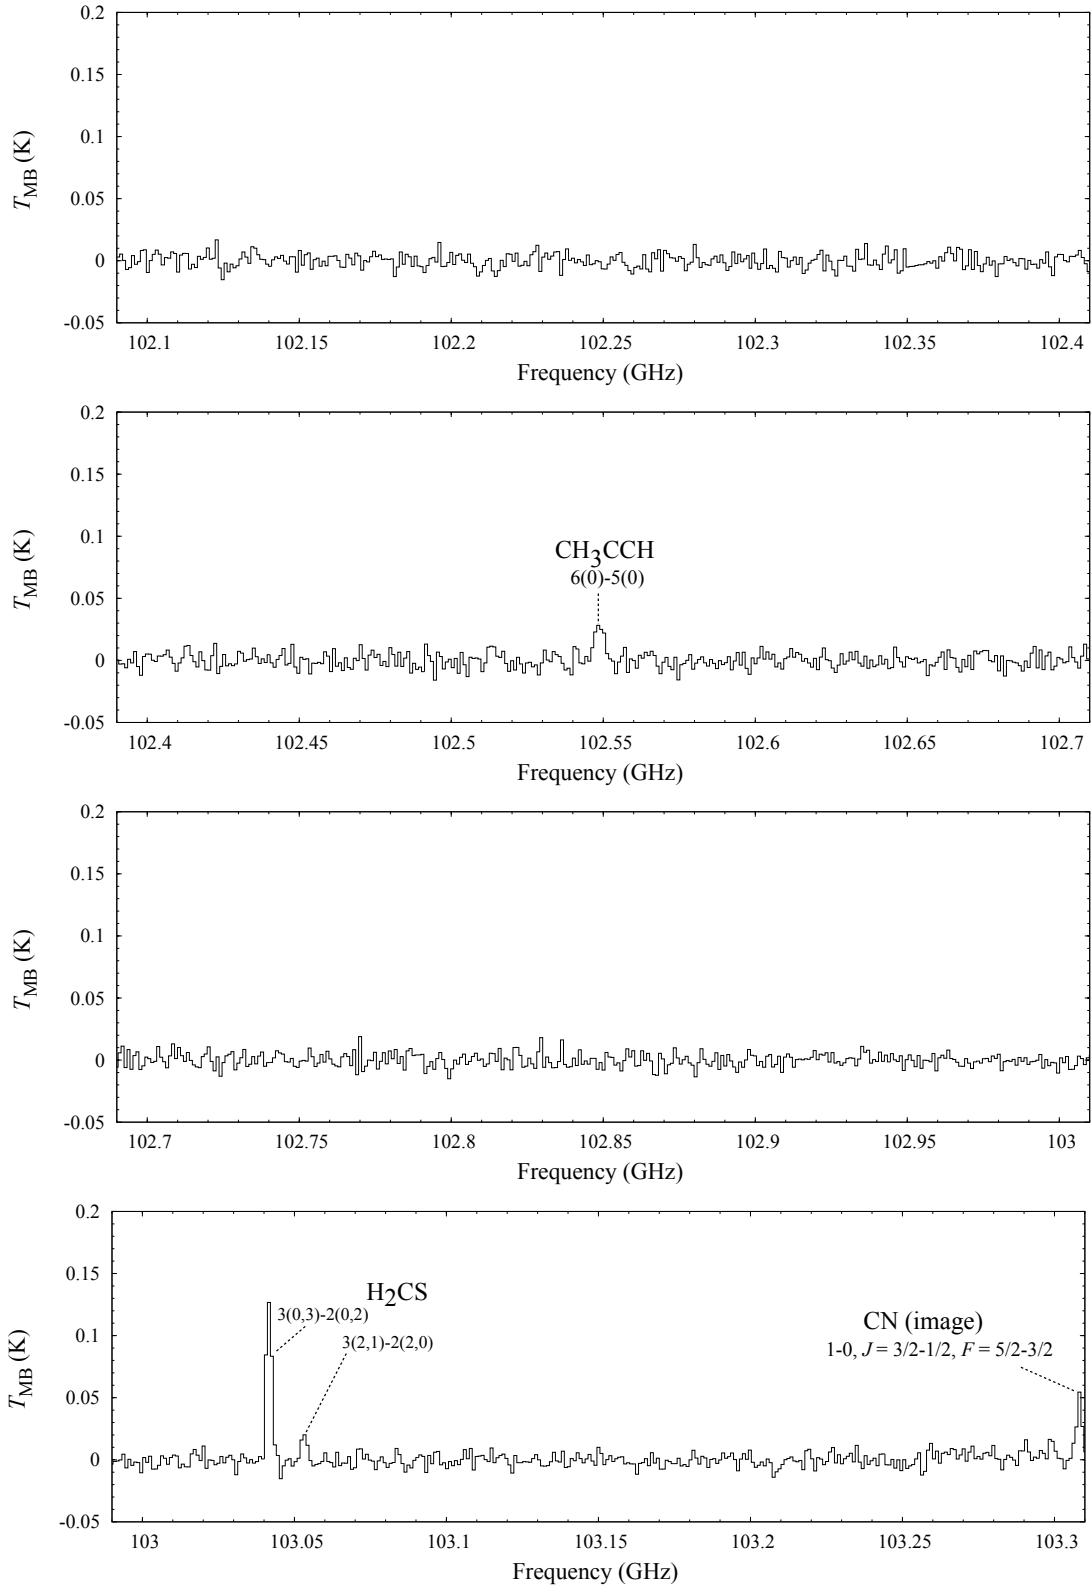 0.2
0.15
0.1
0.05
0
-0.05
T_MB (K)
102.1 102.15 102.2 102.25 102.3 102.35 102.4
Frequency (GHz)
0.2
0.15
0.1
0.05
0
-0.05
T_MB (K)
CH3CCH
6(0)-5(0)
102.4 102.45 102.5 102.55 102.6 102.65 102.7
Frequency (GHz)
0.2
0.15
0.1
0.05
0
-0.05
T_MB (K)
102.7 102.75 102.8 102.85 102.9 102.95 103
Frequency (GHz)
0.2
0.15
0.1
0.05
0
-0.05
T_MB (K)
H2CS
3(0,3)-2(0,2)
3(2,1)-2(2,0)
CN (image)
1-0, J = 3/2-1/2, F = 5/2-3/2
103 103.05 103.1 103.15 103.2 103.25 103.3
Frequency (GHz)